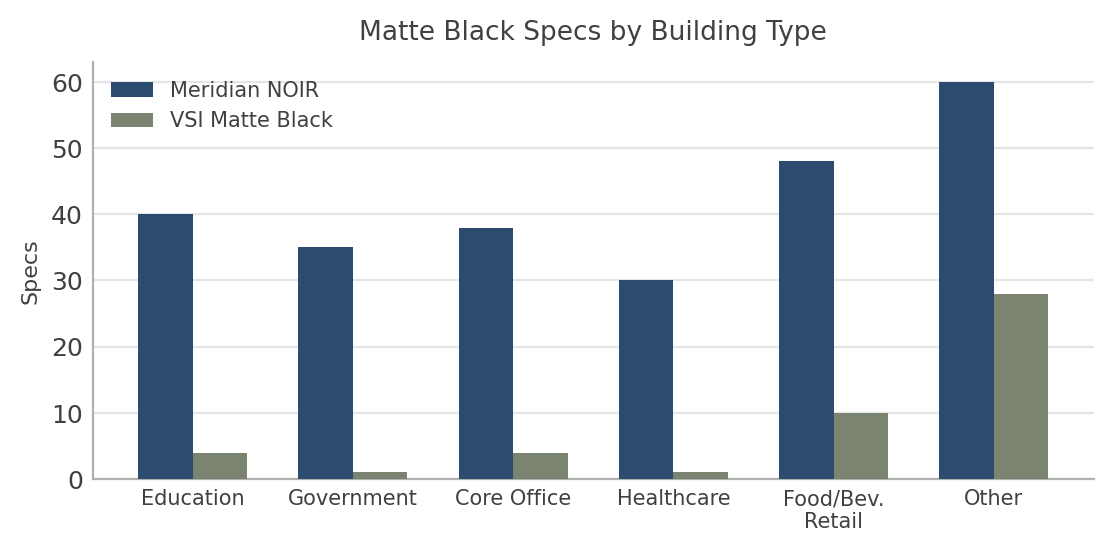 Matte Black Specs by Building Type
Meridian NOIR
VSI Matte Black
Specs
60
50
40
30
20
10
0
Education
Government
Core Office
Healthcare
Food/Bev.
Retail
Other